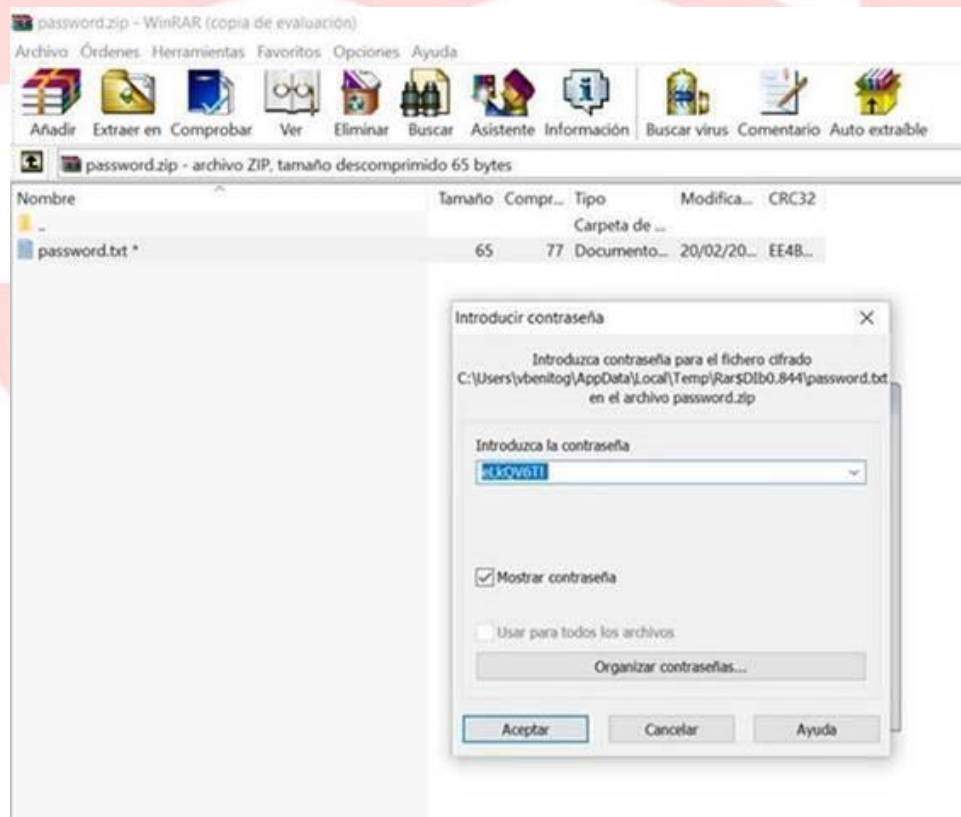 password.zip - WinRAR (copia de evaluación)
Archivo Órdenes Herramientas Favoritos Opciones Ayuda
Añadir Extraer en Comprobar Ver Eliminar Buscar Asistente Información Buscar virus Comentario Auto extraíble
password.zip - archivo ZIP, tamaño descomprimido 65 bytes
Nombre Tamaño Compr... Tipo Modifica... CRC32
.. Carpeta de ...
password.txt * 65 77 Documento... 20/02/20... EE4B...
Introducir contraseña
Introduzca contraseña para el fichero cifrado
C:\Users\vbenitog\AppData\Local\Temp\Rar$DIb0.844\password.txt
en el archivo password.zip
Introduzca la contraseña
Mostrar contraseña
Usar para todos los archivos
Organizar contraseñas...
Aceptar Cancelar Ayuda